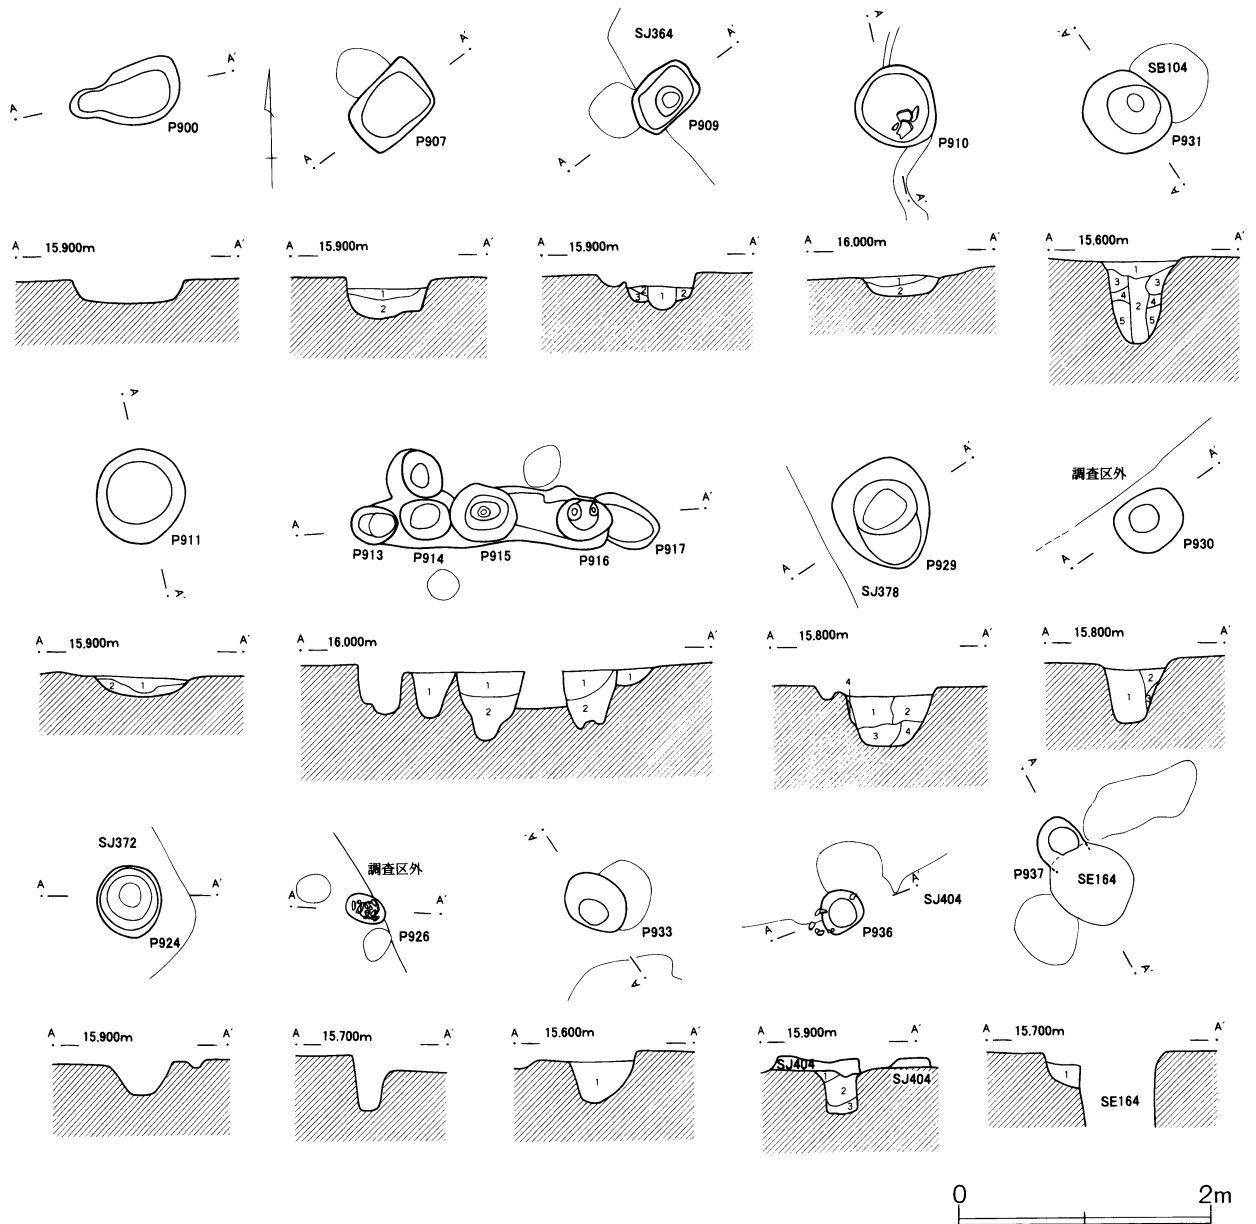 A A' P900
A A' P907
SJ364 A A' P909
A A' P910
A A' SB104 P931
A 15.900m A'
A 15.900m A'
1
2
A 15.900m A'
2 3 1 2
A 16.000m A'
1
2
A 15.600m A'
1
3 3
4 2 4
5 5
A A' P911
A A'
P913 P914 P915 P916 P917
A A' P929
SJ378
調査区外
A A' P930
A 15.900m A'
2 1
A 16.000m A'
1 1 1 1
2 2
A 15.800m A'
4
1 2
3 4
A 15.800m A'
2
1 3
SJ372
A A'
P924
調査区外
A A'
P926
A A'
P933
A A' SJ404
P936
A A'
P937 SE164
A 15.900m A'
A 15.700m A'
A 15.600m A'
1
A 15.900m A'
SJ404 1 2 SJ404
3
A 15.700m A'
1
SE164
0 2m